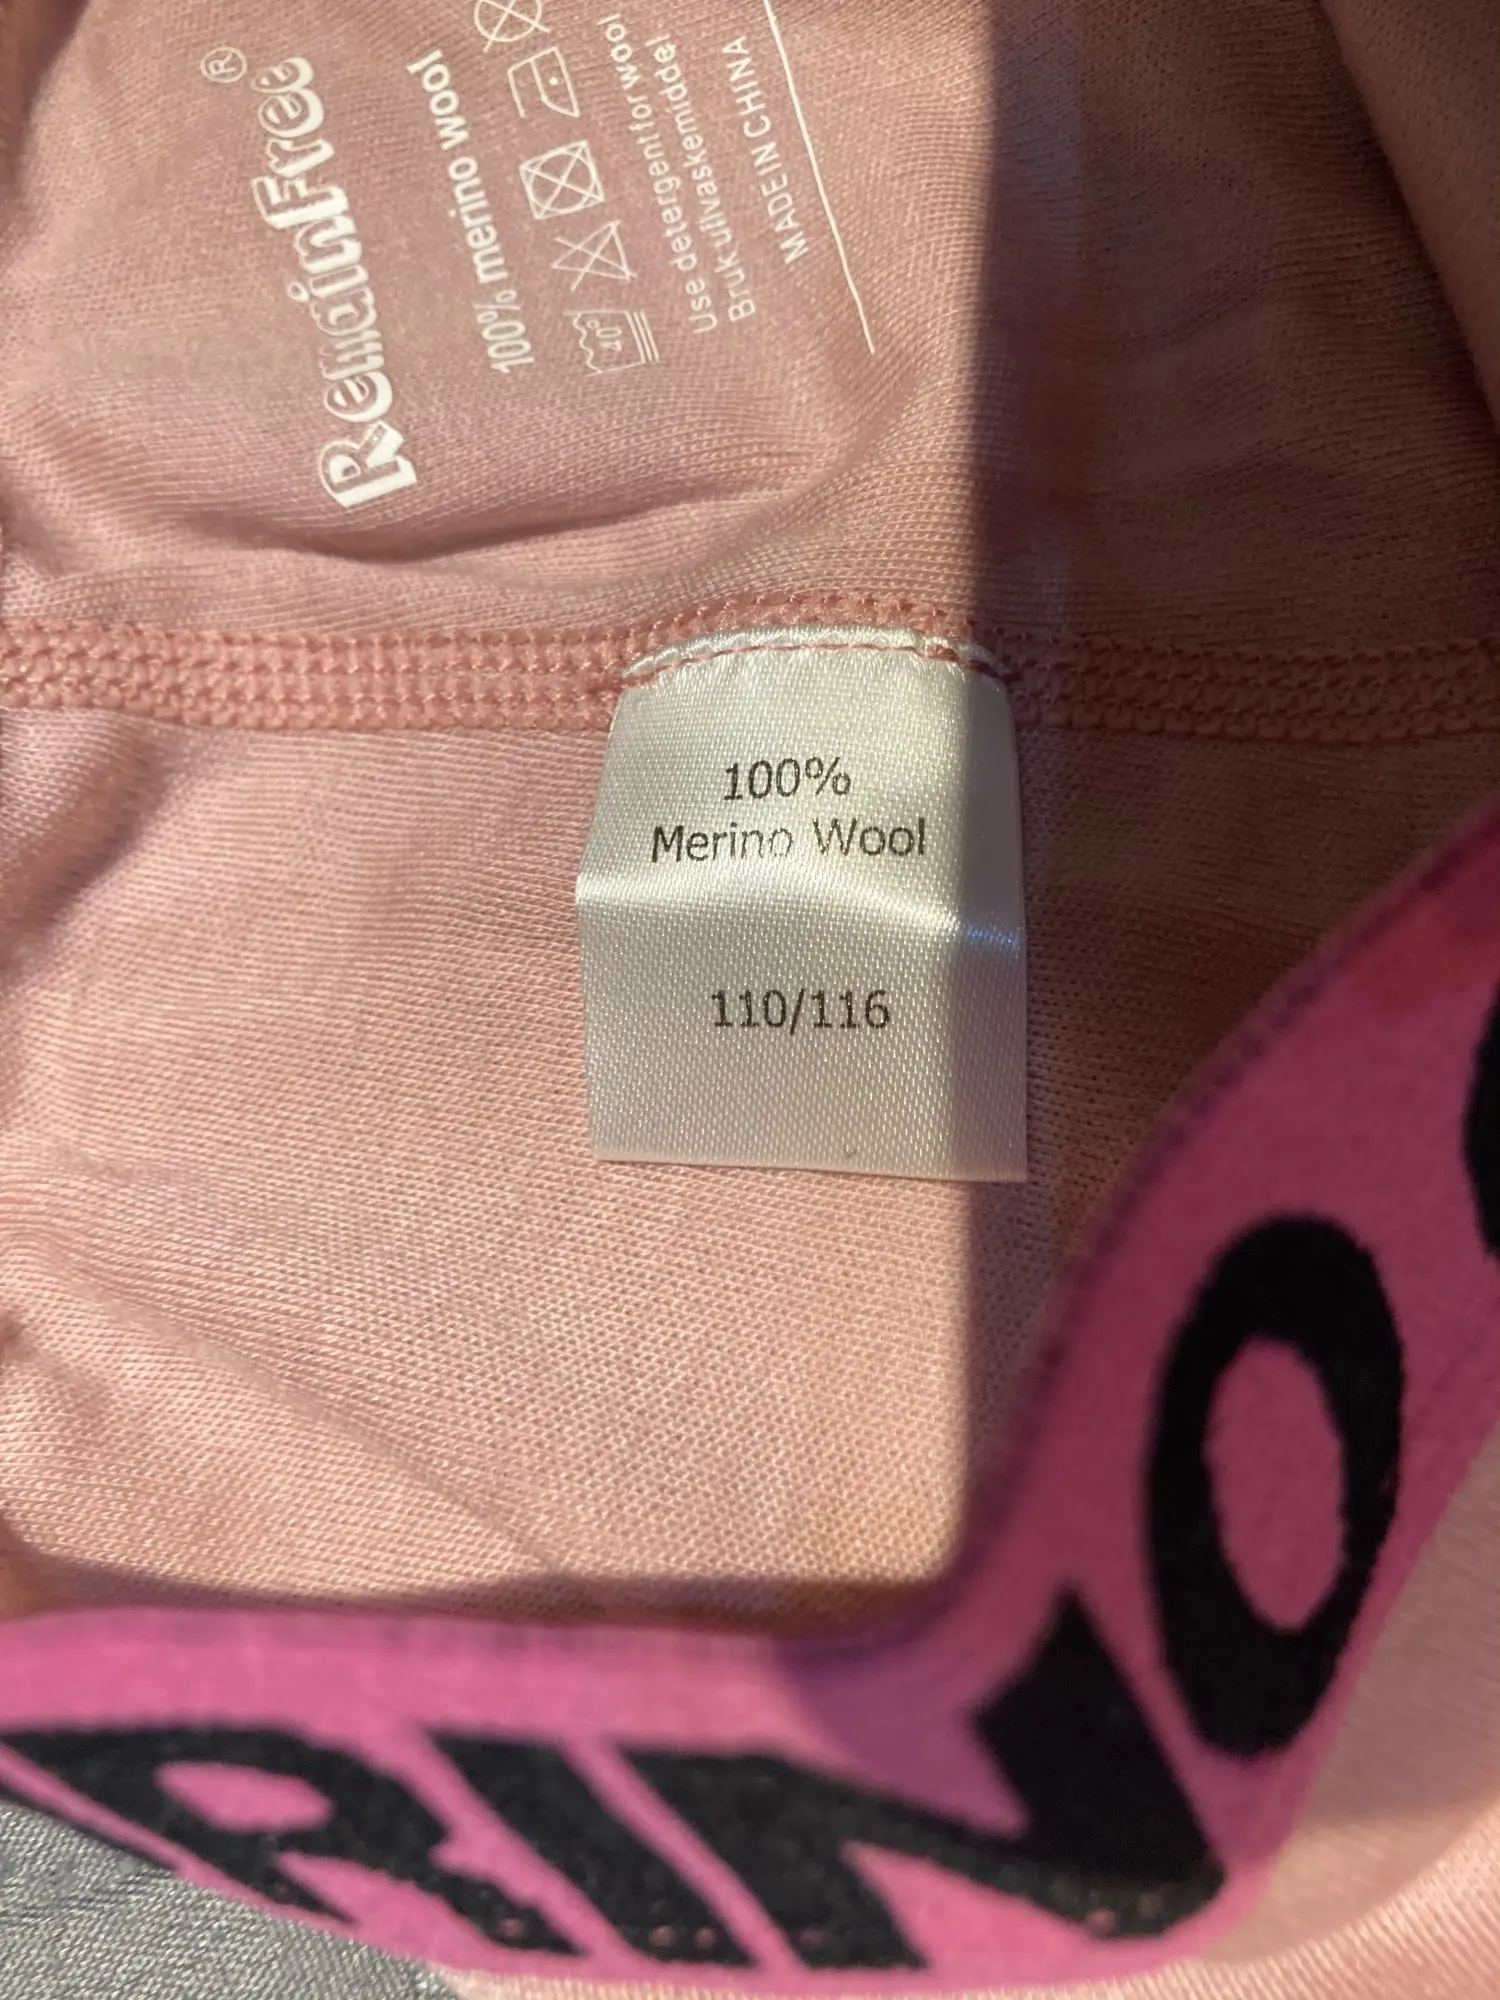 RemainFree®
100% merino wool
40°
Use detergent for wool
Bruk ullvaskemiddel.
MADE IN CHINA
100%
Merino Wool
110/116
RINO